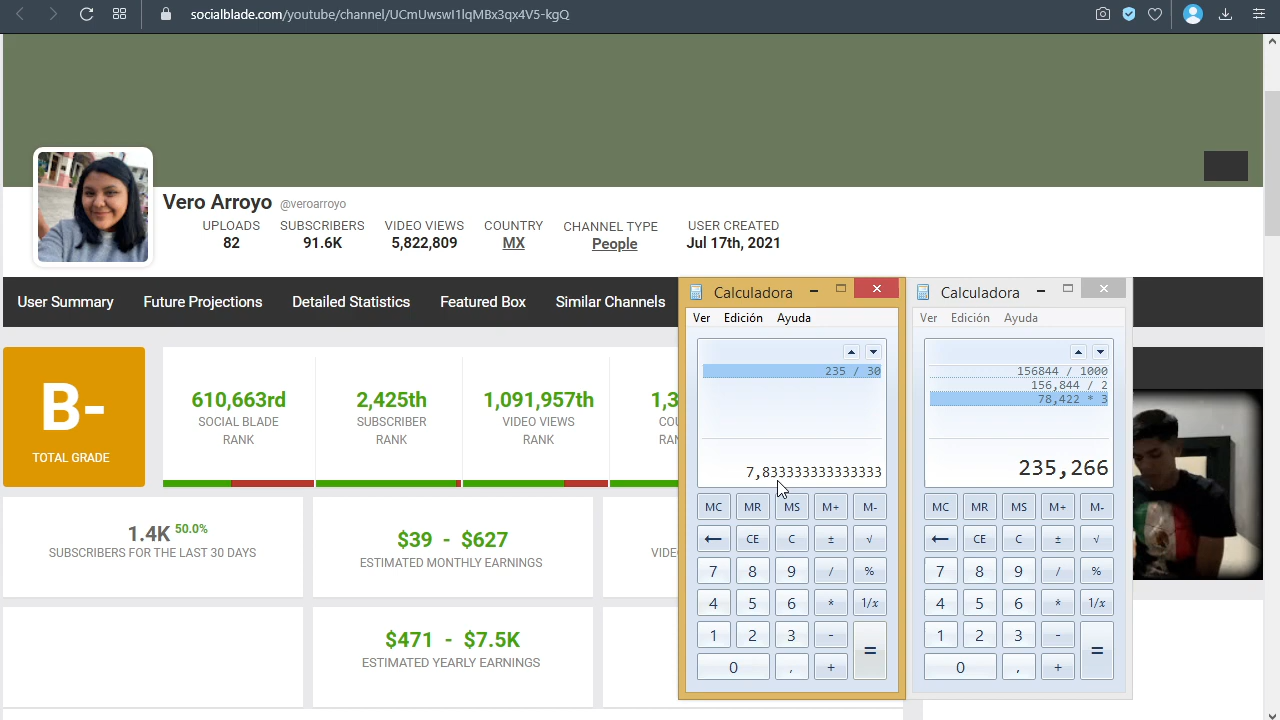 socialblade.com/youtube/channel/UCmUwswI1lqMBx3qx4V5-kgQ
Vero Arroyo @veroarroyo
UPLOADS SUBSCRIBERS VIDEO VIEWS COUNTRY CHANNEL TYPE USER CREATED
82 91.6K 5,822,809 MX People Jul 17th, 2021
User Summary Future Projections Detailed Statistics Featured Box Similar Channels
B-
TOTAL GRADE
610,663rd
SOCIAL BLADE
RANK
2,425th
SUBSCRIBER
RANK
1,091,957th
VIDEO VIEWS
RANK
1,3
COU
RAN
1.4K 50.0%
SUBSCRIBERS FOR THE LAST 30 DAYS
$39 - $627
ESTIMATED MONTHLY EARNINGS
VIDE
$471 - $7.5K
ESTIMATED YEARLY EARNINGS
Calculadora
Ver Edición Ayuda
235 / 30
7,833333333333333
MC MR MS M+ M-
← CE C ± √
7 8 9 / %
4 5 6 * 1/x
1 2 3 - =
0 , +
Calculadora
Ver Edición Ayuda
156844 / 1000
156,844 / 2
78,422 * 3
235,266
MC MR MS M+ M-
← CE C ± √
7 8 9 / %
4 5 6 * 1/x
1 2 3 - =
0 , +